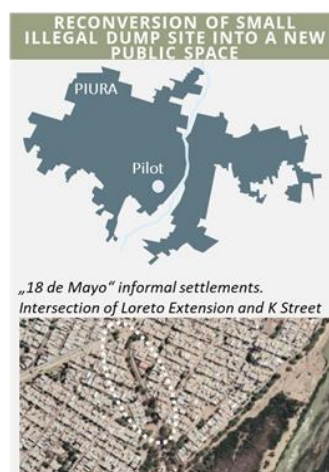 RECONVERSION OF SMALL
ILLEGAL DUMP SITE INTO A NEW
PUBLIC SPACE
PIURA
Pilot
„18 de Mayo“ informal settlements.
Intersection of Loreto Extension and K Street